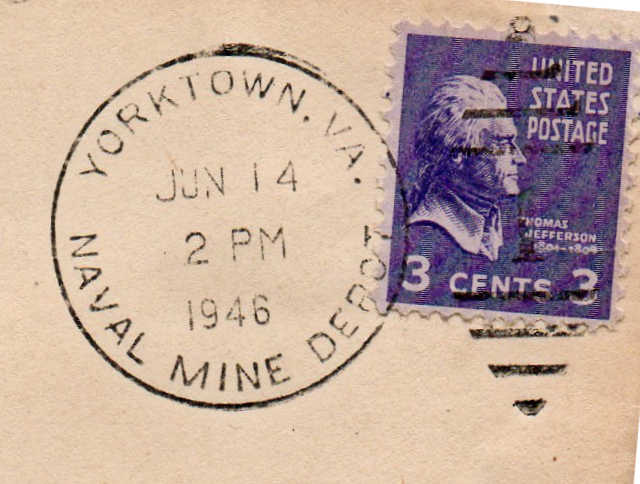 YORKTOWN, VA.
JUN 14
2 PM
1946
NAVAL MINE DEPOT
UNITED
STATES
POSTAGE
THOMAS
JEFFERSON
1801-1809
3 CENTS 3